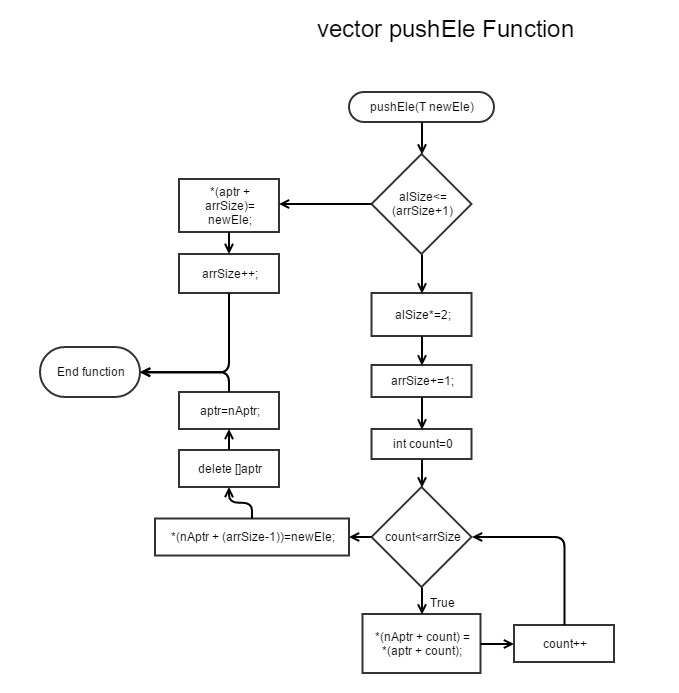 vector pushEle Function
pushEle(T newEle)
alSize<=
(arrSize+1)
*(aptr +
arrSize)=
newEle;
arrSize++;
alSize*=2;
arrSize+=1;
int count=0
count<arrSize
True
*(nAptr + count) =
*(aptr + count);
count++
*(nAptr + (arrSize-1))=newEle;
delete []aptr
aptr=nAptr;
End function